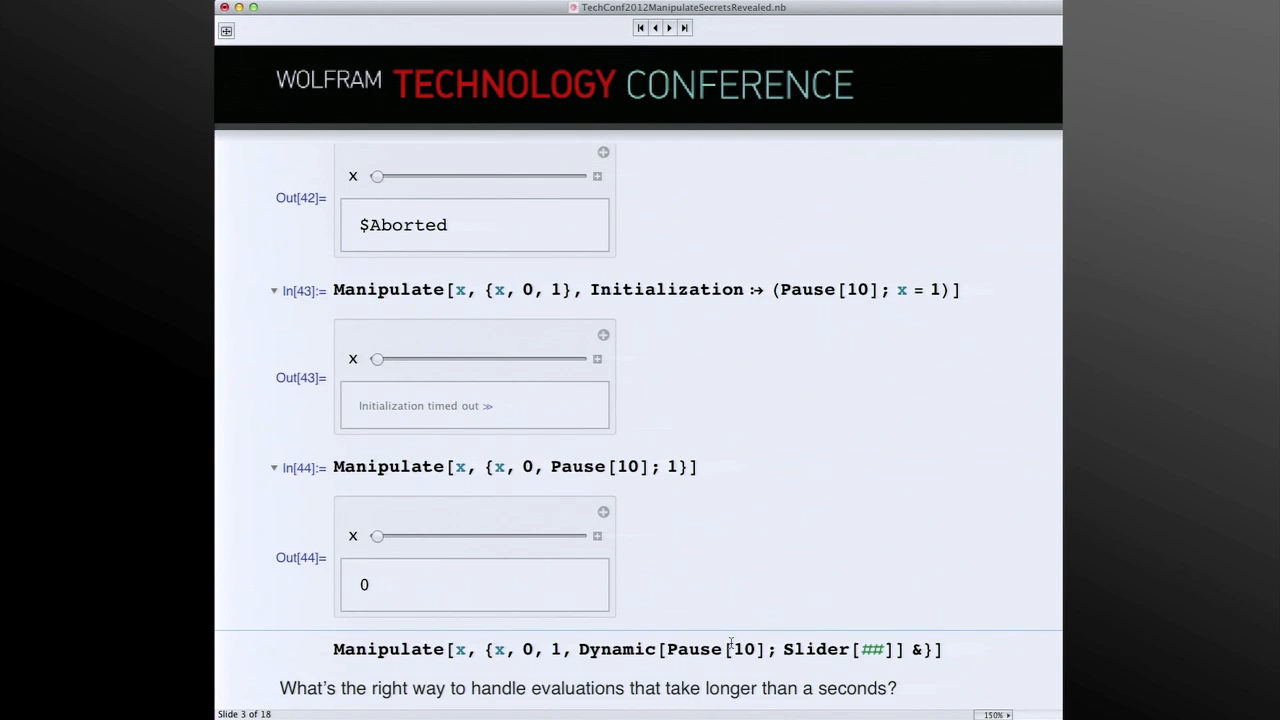 TechConf2012ManipulateSecretsRevealed.nb
WOLFRAM TECHNOLOGY CONFERENCE
x
Out[42]=
$Aborted
In[43]:= Manipulate[x, {x, 0, 1}, Initialization :→ (Pause[10]; x = 1)]
x
Out[43]=
Initialization timed out ≫
In[44]:= Manipulate[x, {x, 0, Pause[10]; 1}]
x
Out[44]=
0
Manipulate[x, {x, 0, 1, Dynamic[Pause[10]; Slider[##]] &}]
What's the right way to handle evaluations that take longer than a seconds?
Slide 3 of 18
150%